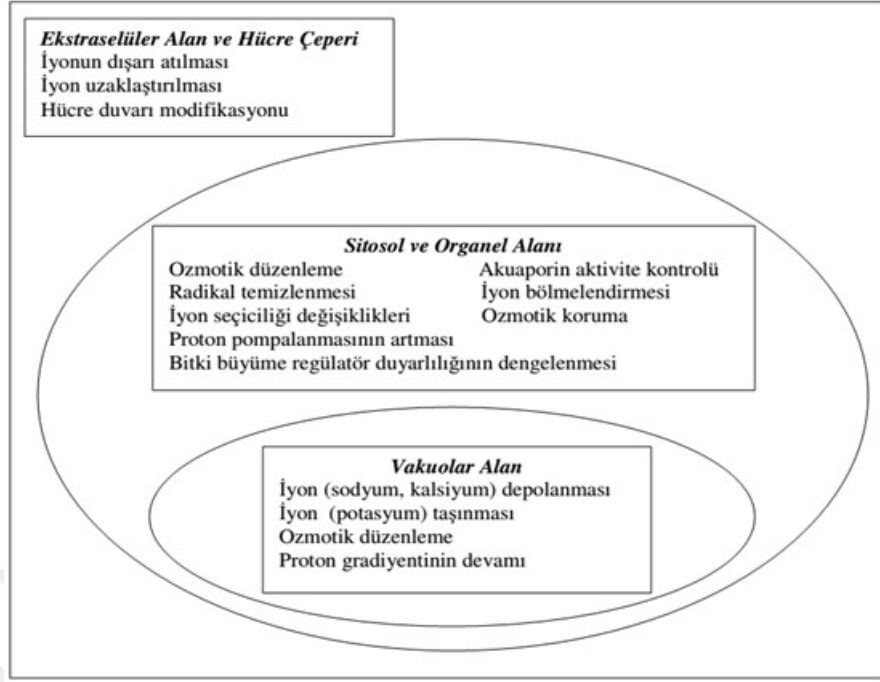 Ekstraselüler Alan ve Hücre Çeperi
İyonun dışarı atılması
İyon uzaklaştırılması
Hücre duvarı modifikasyonu
Sitosol ve Organel Alanı
Ozmotik düzenleme Akuaporin aktivite kontrolü
Radikal temizlenmesi İyon bölmelendirmesi
İyon seçiciliği değişiklikleri Ozmotik koruma
Proton pompalanmasının artması
Bitki büyüme regülatör duyarlılığının dengelenmesi
Vakuolar Alan
İyon (sodyum, kalsiyum) depolanması
İyon (potasyum) taşınması
Ozmotik düzenleme
Proton gradiyentinin devamı